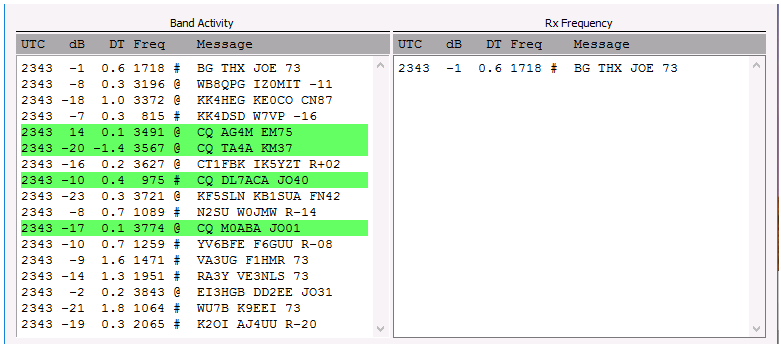 Band Activity
UTC dB DT Freq Message
2343 -1 0.6 1718 # BG THX JOE 73
2343 -8 0.3 3196 @ WB8QPG IZ0MIT -11
2343 -18 1.0 3372 @ KK4HEG KE0CO CN87
2343 -7 0.3 815 # KK4DSD W7VP -16
2343 14 0.1 3491 @ CQ AG4M EM75
2343 -20 -1.4 3567 @ CQ TA4A KM37
2343 -16 0.2 3627 @ CT1FBK IK5YZT R+02
2343 -10 0.4 975 # CQ DL7ACA JO40
2343 -23 0.3 3721 @ KF5SLN KB1SUA FN42
2343 -8 0.7 1089 # N2SU W0JMW R-14
2343 -17 0.1 3774 @ CQ M0ABA JO01
2343 -10 0.7 1259 # YV6BFE F6GUU R-08
2343 -9 1.6 1471 # VA3UG F1HMR 73
2343 -14 1.3 1951 # RA3Y VE3NLS 73
2343 -2 0.2 3843 @ EI3HGB DD2EE JO31
2343 -21 1.8 1064 # WU7B K9EEI 73
2343 -19 0.3 2065 # K2OI AJ4UU R-20
Rx Frequency
UTC dB DT Freq Message
2343 -1 0.6 1718 # BG THX JOE 73